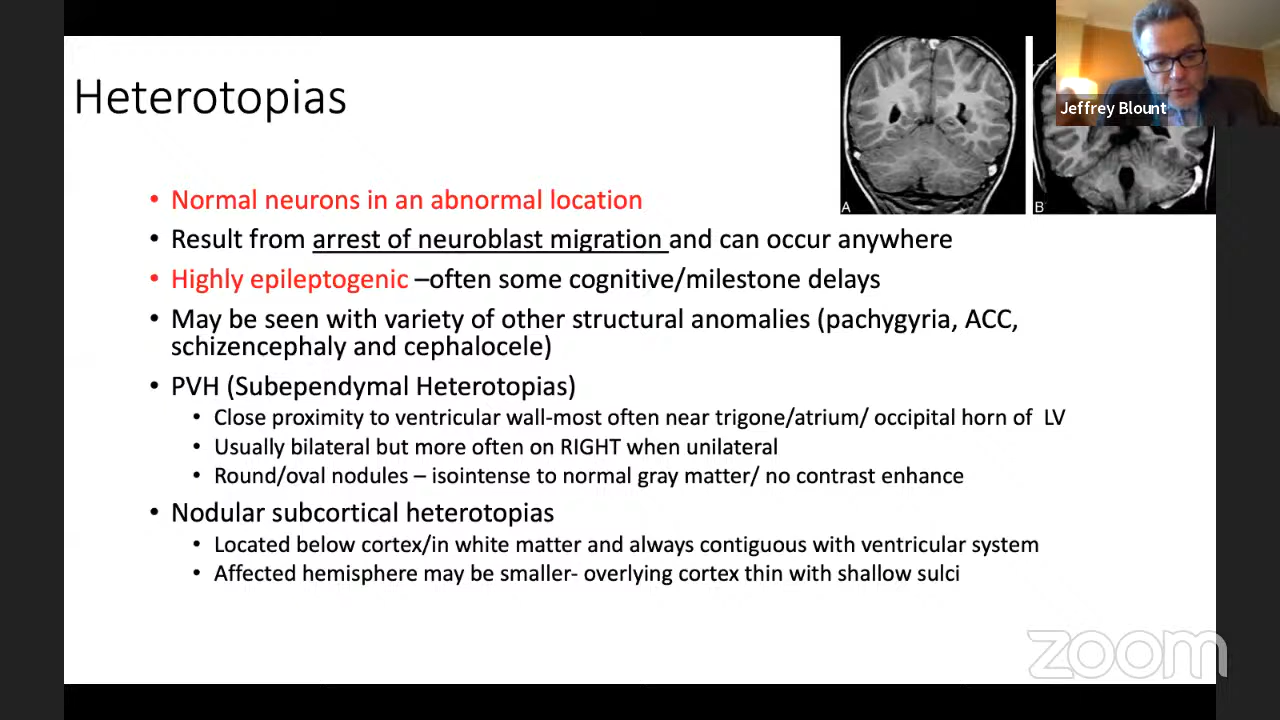 Heterotopias
Jeffrey Blount
A
B
• Normal neurons in an abnormal location
• Result from arrest of neuroblast migration and can occur anywhere
• Highly epileptogenic –often some cognitive/milestone delays
• May be seen with variety of other structural anomalies (pachygyria, ACC,
schizencephaly and cephalocele)
• PVH (Subependymal Heterotopias)
• Close proximity to ventricular wall-most often near trigone/atrium/ occipital horn of LV
• Usually bilateral but more often on RIGHT when unilateral
• Round/oval nodules – isointense to normal gray matter/ no contrast enhance
• Nodular subcortical heterotopias
• Located below cortex/in white matter and always contiguous with ventricular system
• Affected hemisphere may be smaller- overlying cortex thin with shallow sulci
zoom